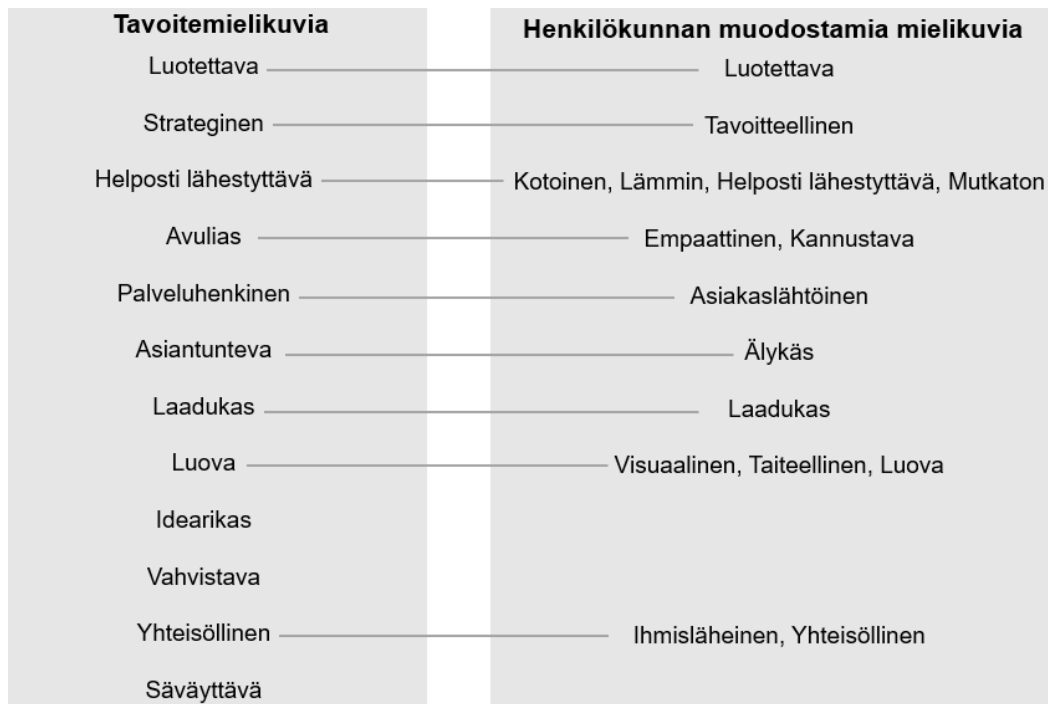 Tavoitemielikuvia Henkilökunnan muodostamia mielikuvia
Luotettava Luotettava
Strateginen Tavoitteellinen
Helposti lähestyttävä Kotoinen, Lämmin, Helposti lähestyttävä, Mutkaton
Avulias Empaattinen, Kannustava
Palveluhenkinen Asiakaslähtöinen
Asiantunteva Älykäs
Laadukas Laadukas
Luova Visuaalinen, Taiteellinen, Luova
Idearikas
Vahvistava
Yhteisöllinen Ihmisläheinen, Yhteisöllinen
Säväyttävä